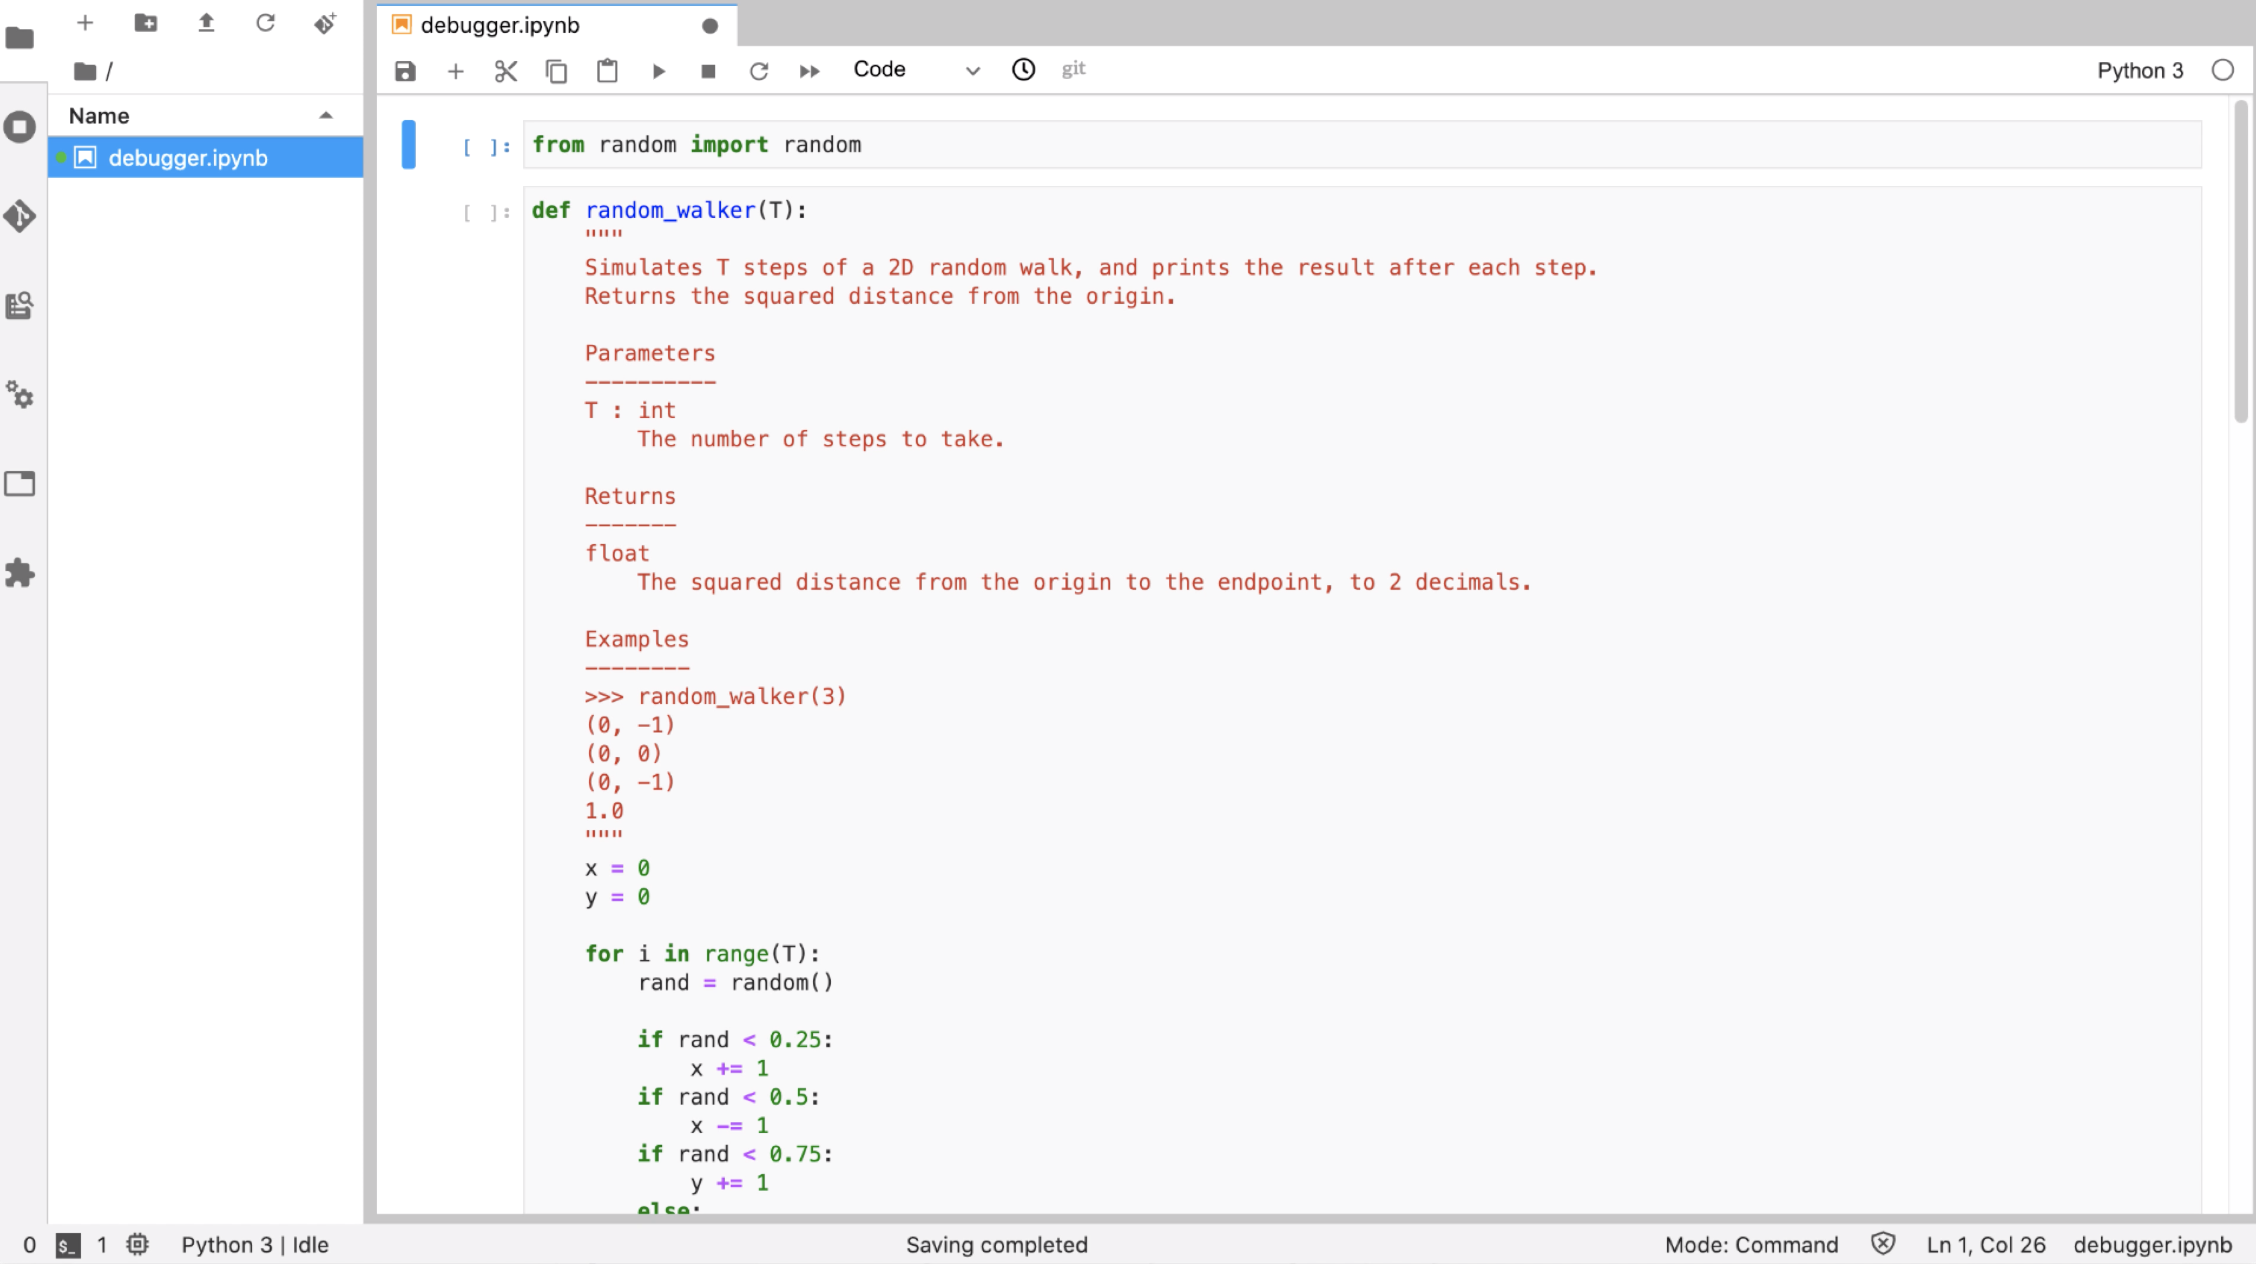 debugger.ipynb
/
Code
git
Python 3
Name
debugger.ipynb
[ ]: from random import random
[ ]: def random_walker(T):
"""
Simulates T steps of a 2D random walk, and prints the result after each step.
Returns the squared distance from the origin.
Parameters
----------
T : int
The number of steps to take.
Returns
-------
float
The squared distance from the origin to the endpoint, to 2 decimals.
Examples
--------
>>> random_walker(3)
(0, -1)
(0, 0)
(0, -1)
1.0
"""
x = 0
y = 0
for i in range(T):
rand = random()
if rand < 0.25:
x += 1
if rand < 0.5:
x -= 1
if rand < 0.75:
y += 1
else:
0 $_ 1 Python 3 | Idle Saving completed Mode: Command Ln 1, Col 26 debugger.ipynb